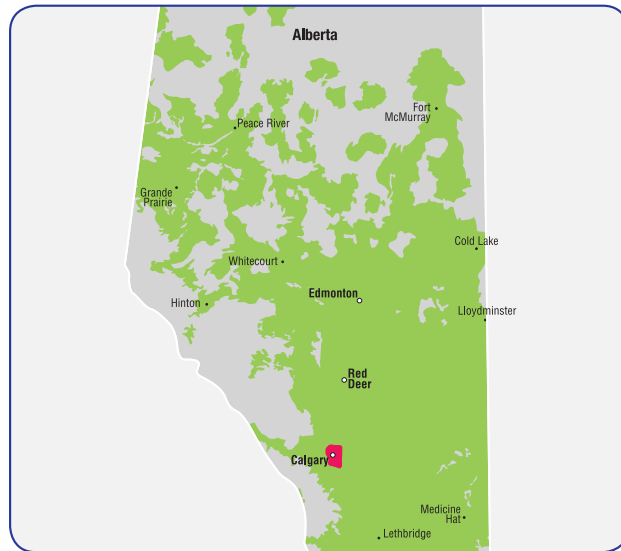 Alberta
Fort
McMurray
Peace River
Grande
Prairie
Cold Lake
Whitecourt
Edmonton
Hinton
Lloydminster
Red
Deer
Calgary
Medicine
Hat
Lethbridge